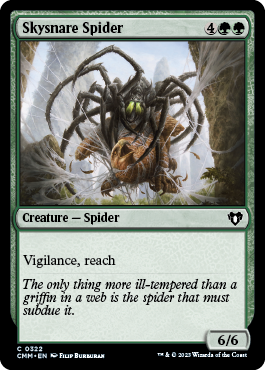 Skysnare Spider 4
Creature — Spider
Vigilance, reach
The only thing more ill-tempered than a
griffin in a web is the spider that must
subdue it.
6/6
C 0322
CMM • EN Filip Burburan
™ & © 2023 Wizards of the Coast